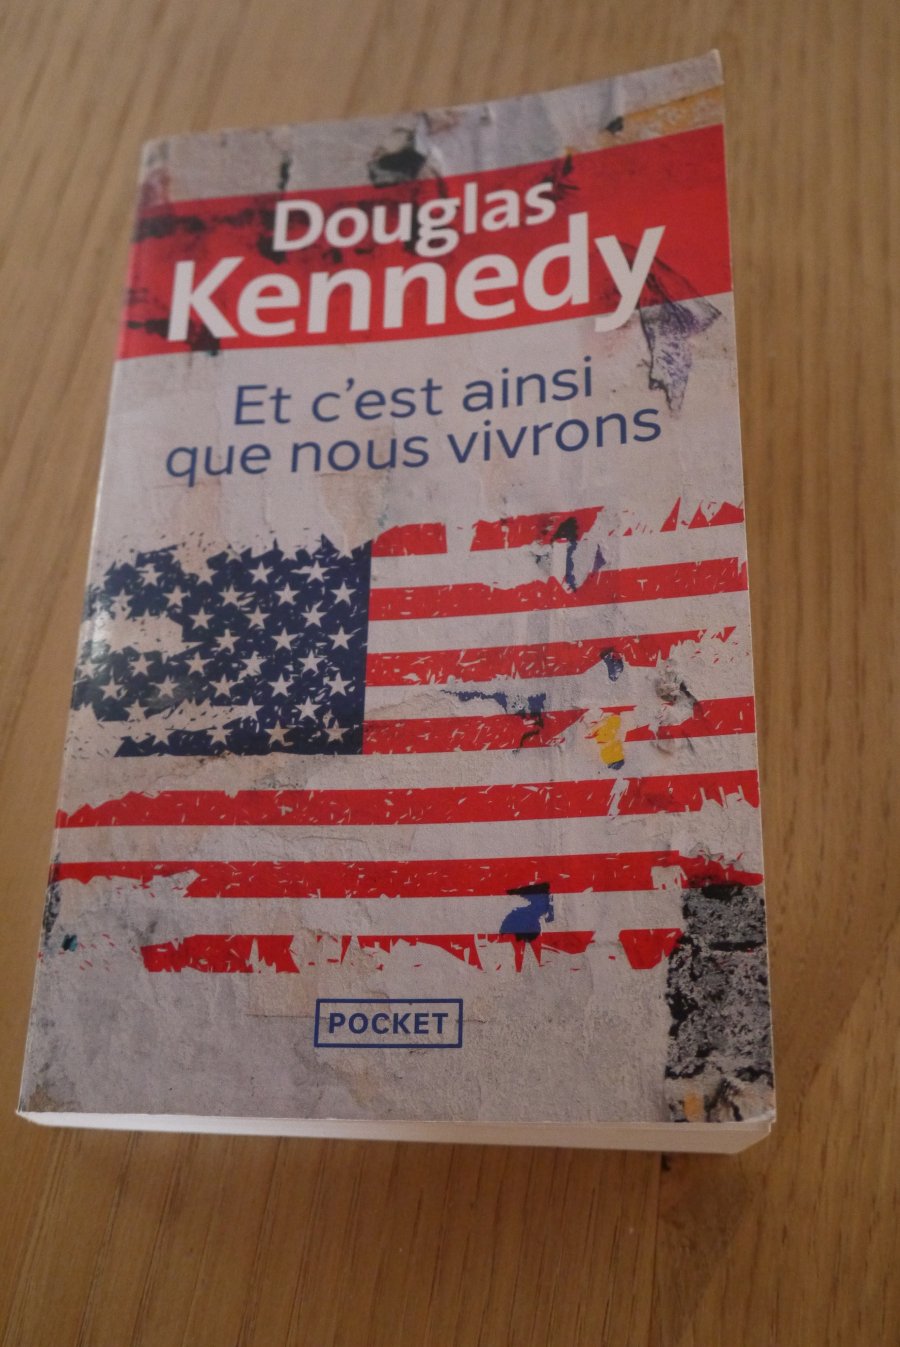 Douglas
Kennedy
Et c'est ainsi
que nous vivrons
POCKET